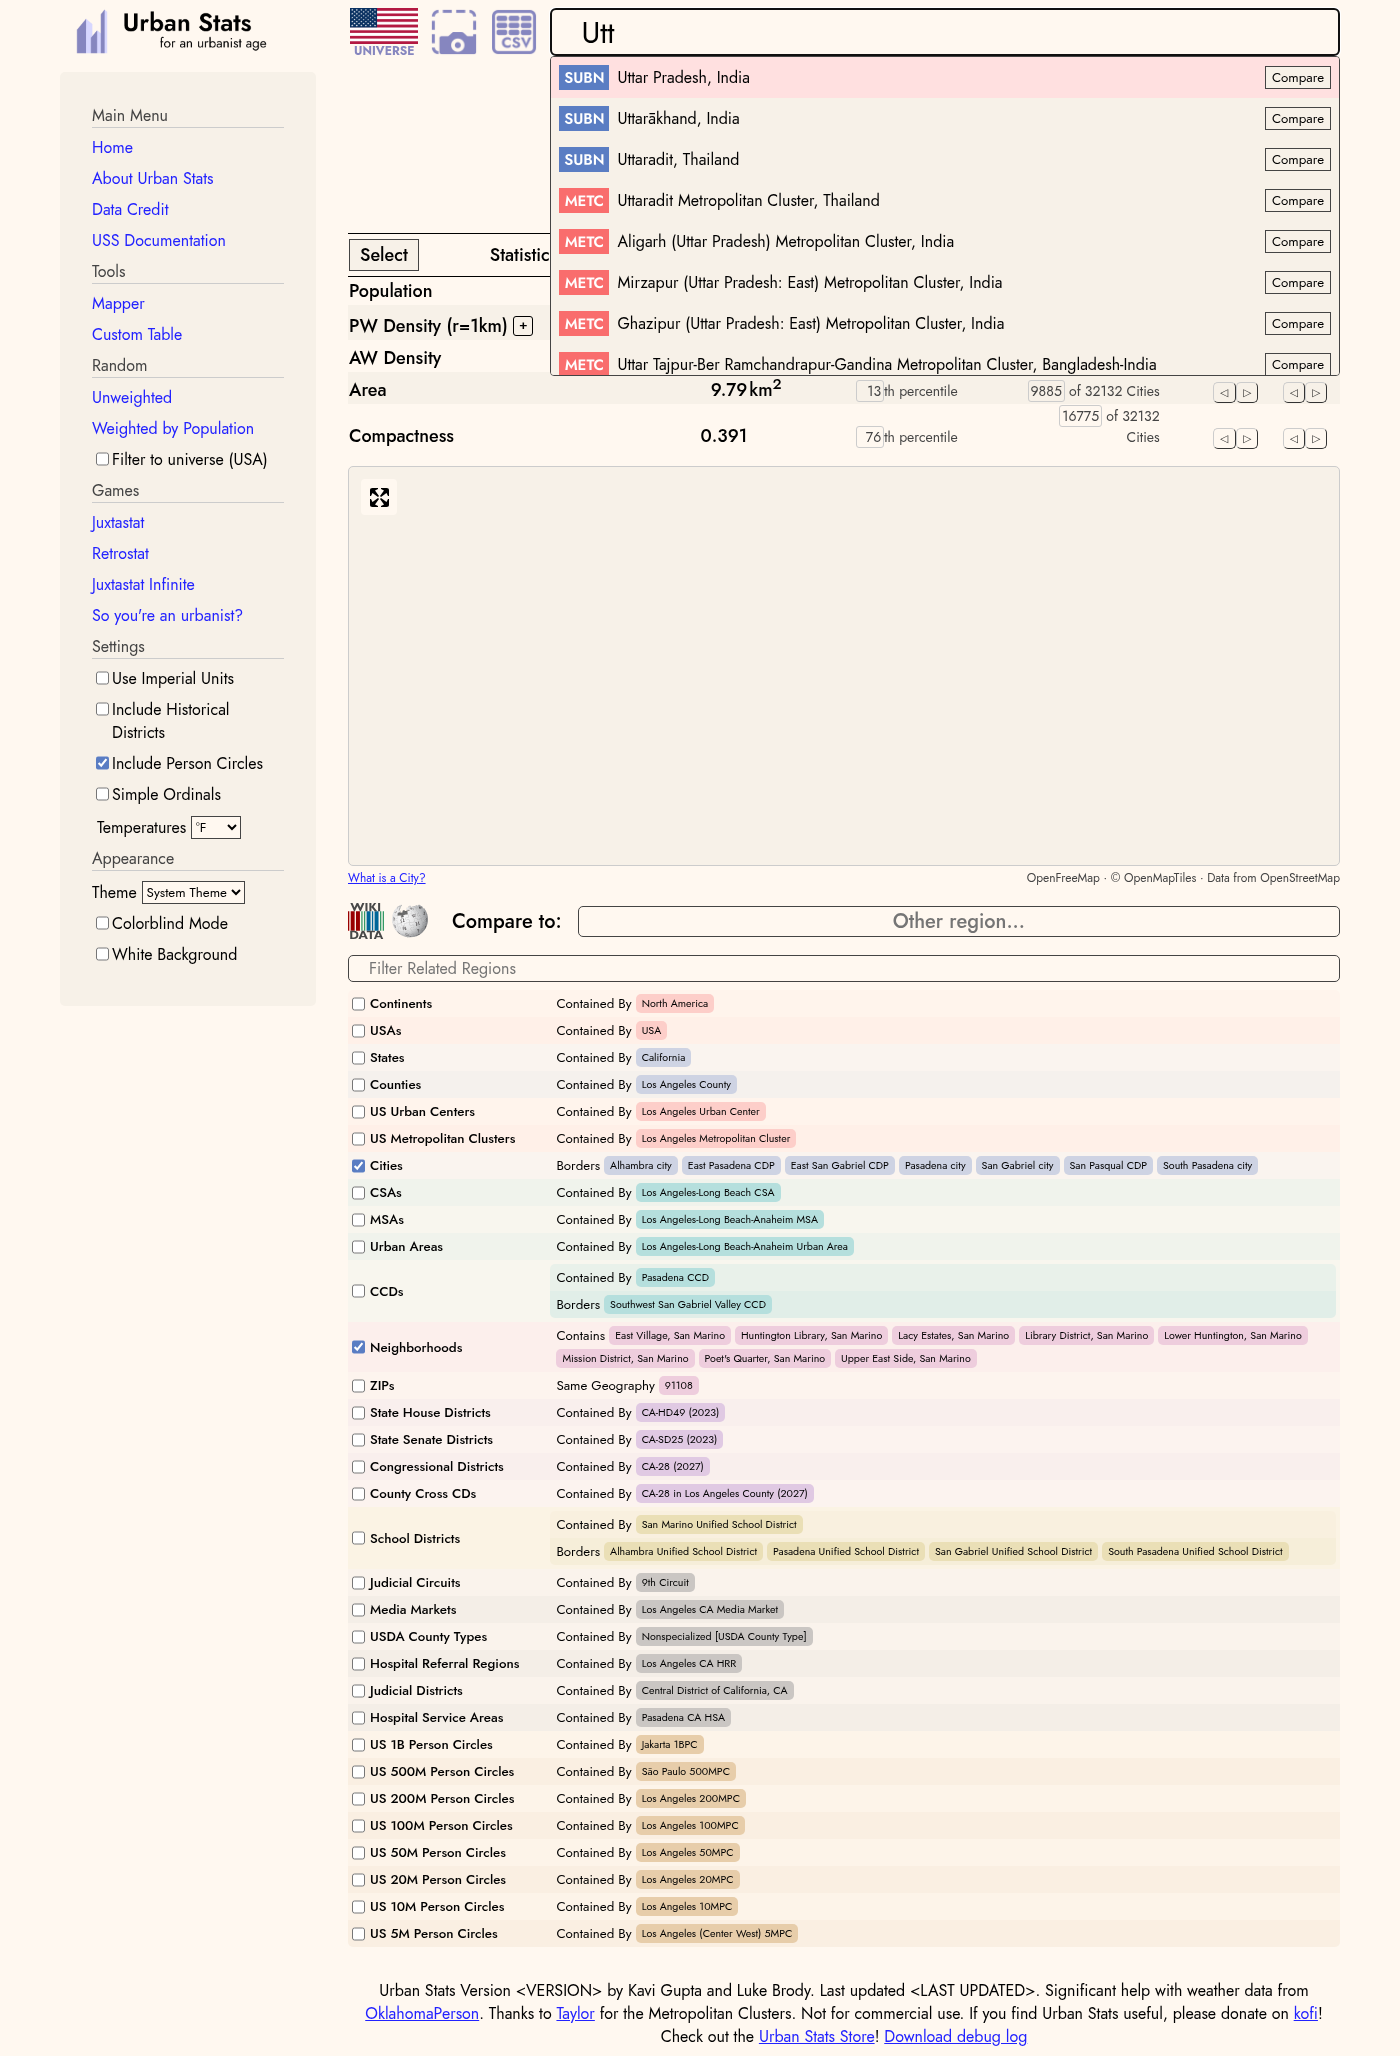 Urban Stats
for an urbanist age
UNIVERSE
CSV
Utt
SUBN Uttar Pradesh, India Compare
SUBN Uttarākhand, India Compare
SUBN Uttaradit, Thailand Compare
METC Uttaradit Metropolitan Cluster, Thailand Compare
METC Aligarh (Uttar Pradesh) Metropolitan Cluster, India Compare
METC Mirzapur (Uttar Pradesh: East) Metropolitan Cluster, India Compare
METC Ghazipur (Uttar Pradesh: East) Metropolitan Cluster, India Compare
METC Uttar Tajpur-Ber Ramchandrapur-Gandina Metropolitan Cluster, Bangladesh-India Compare
Main Menu
Home
About Urban Stats
Data Credit
USS Documentation
Tools
Mapper
Custom Table
Random
Unweighted
Weighted by Population
Filter to universe (USA)
Games
Juxtastat
Retrostat
Juxtastat Infinite
So you're an urbanist?
Settings
Use Imperial Units
Include Historical
Districts
Include Person Circles
Simple Ordinals
Temperatures °F
Appearance
Theme System Theme
Colorblind Mode
White Background
Select Statistic
Population
PW Density (r=1km) +
AW Density
Area 9.79 km² 13th percentile 9885 of 32132 Cities ◁ ▷ ◁ ▷
Compactness 0.391 76th percentile 16775 of 32132
Cities ◁ ▷ ◁ ▷
What is a City? OpenFreeMap · © OpenMapTiles · Data from OpenStreetMap
WIKI
DATA
Compare to: Other region...
Filter Related Regions
Continents Contained By North America
USAs Contained By USA
States Contained By California
Counties Contained By Los Angeles County
US Urban Centers Contained By Los Angeles Urban Center
US Metropolitan Clusters Contained By Los Angeles Metropolitan Cluster
Cities Borders Alhambra city East Pasadena CDP East San Gabriel CDP Pasadena city San Gabriel city San Pasqual CDP South Pasadena city
CSAs Contained By Los Angeles-Long Beach CSA
MSAs Contained By Los Angeles-Long Beach-Anaheim MSA
Urban Areas Contained By Los Angeles-Long Beach-Anaheim Urban Area
CCDs Contained By Pasadena CCD
Borders Southwest San Gabriel Valley CCD
Neighborhoods Contains East Village, San Marino Huntington Library, San Marino Lacy Estates, San Marino Library District, San Marino Lower Huntington, San Marino
Mission District, San Marino Poet's Quarter, San Marino Upper East Side, San Marino
ZIPs Same Geography 91108
State House Districts Contained By CA-HD49 (2023)
State Senate Districts Contained By CA-SD25 (2023)
Congressional Districts Contained By CA-28 (2027)
County Cross CDs Contained By CA-28 in Los Angeles County (2027)
School Districts Contained By San Marino Unified School District
Borders Alhambra Unified School District Pasadena Unified School District San Gabriel Unified School District South Pasadena Unified School District
Judicial Circuits Contained By 9th Circuit
Media Markets Contained By Los Angeles CA Media Market
USDA County Types Contained By Nonspecialized [USDA County Type]
Hospital Referral Regions Contained By Los Angeles CA HRR
Judicial Districts Contained By Central District of California, CA
Hospital Service Areas Contained By Pasadena CA HSA
US 1B Person Circles Contained By Jakarta 1BPC
US 500M Person Circles Contained By São Paulo 500MPC
US 200M Person Circles Contained By Los Angeles 200MPC
US 100M Person Circles Contained By Los Angeles 100MPC
US 50M Person Circles Contained By Los Angeles 50MPC
US 20M Person Circles Contained By Los Angeles 20MPC
US 10M Person Circles Contained By Los Angeles 10MPC
US 5M Person Circles Contained By Los Angeles (Center West) 5MPC
Urban Stats Version <VERSION> by Kavi Gupta and Luke Brody. Last updated <LAST UPDATED>. Significant help with weather data from
OklahomaPerson. Thanks to Taylor for the Metropolitan Clusters. Not for commercial use. If you find Urban Stats useful, please donate on kofi!
Check out the Urban Stats Store! Download debug log